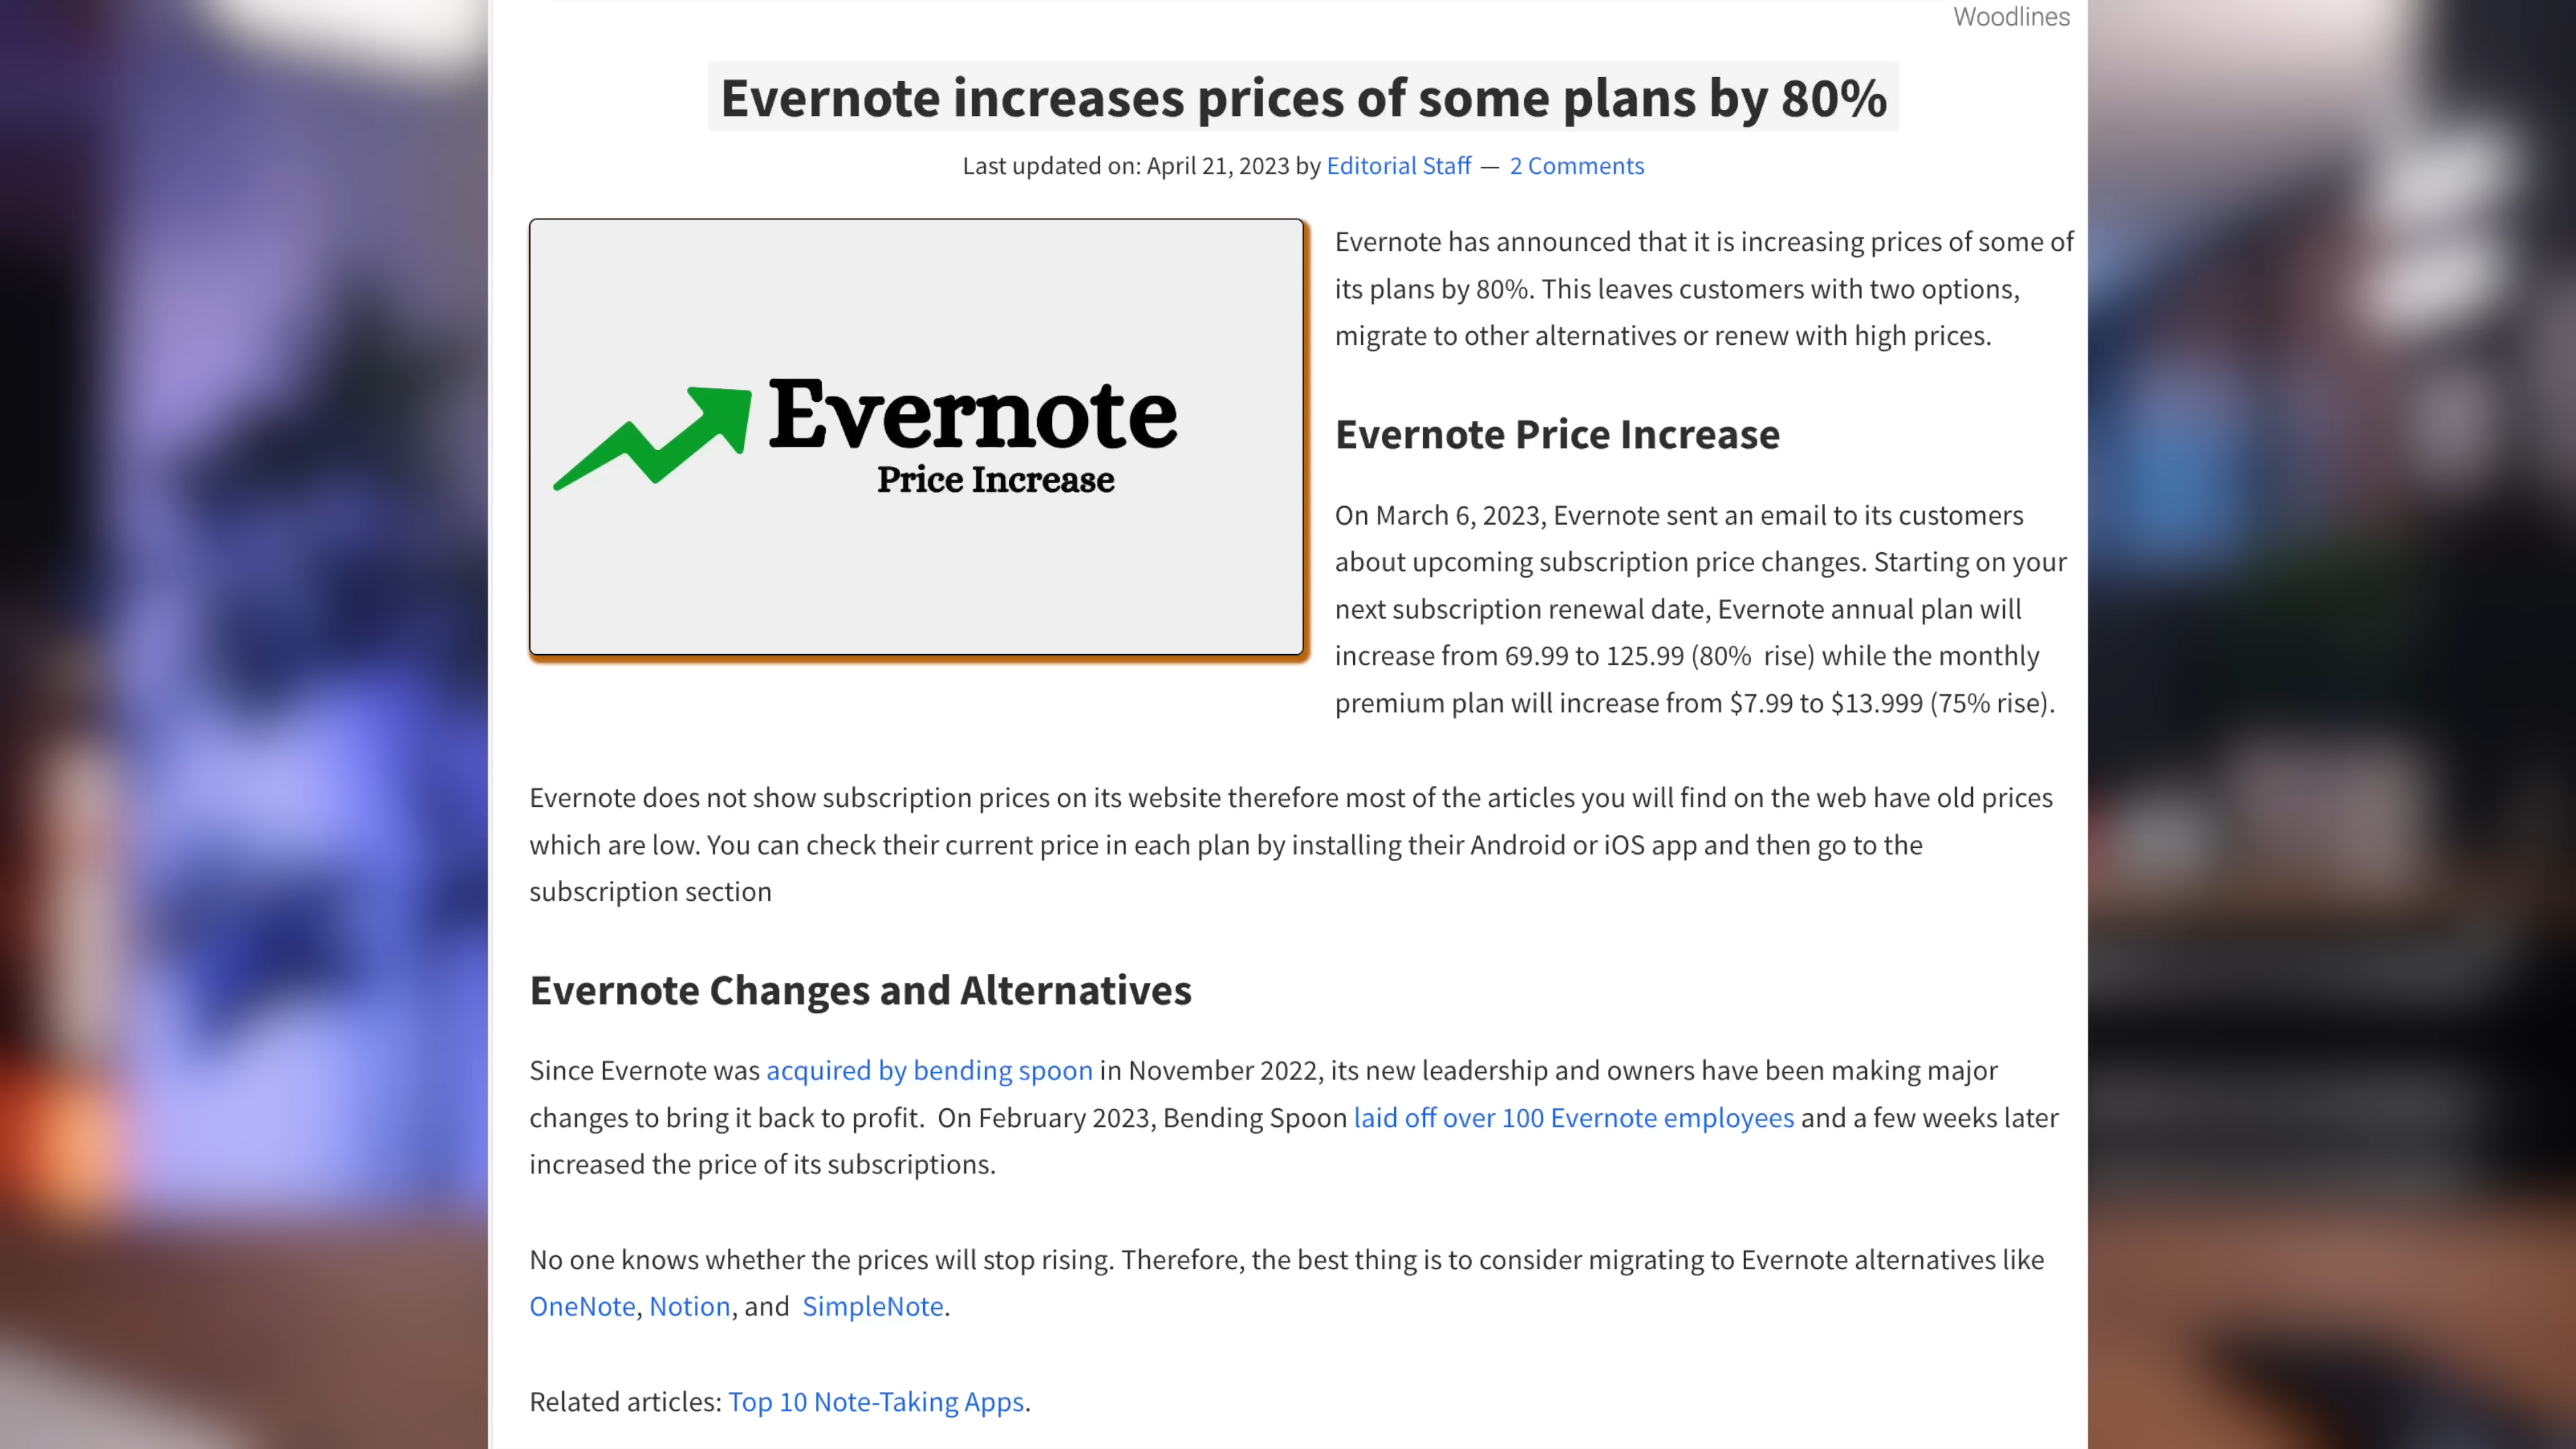 Woodlines
Evernote increases prices of some plans by 80%
Last updated on: April 21, 2023 by Editorial Staff — 2 Comments
Evernote
Price Increase
Evernote has announced that it is increasing prices of some of
its plans by 80%. This leaves customers with two options,
migrate to other alternatives or renew with high prices.
Evernote Price Increase
On March 6, 2023, Evernote sent an email to its customers
about upcoming subscription price changes. Starting on your
next subscription renewal date, Evernote annual plan will
increase from 69.99 to 125.99 (80%  rise) while the monthly
premium plan will increase from $7.99 to $13.999 (75% rise).
Evernote does not show subscription prices on its website therefore most of the articles you will find on the web have old prices
which are low. You can check their current price in each plan by installing their Android or iOS app and then go to the
subscription section
Evernote Changes and Alternatives
Since Evernote was acquired by bending spoon in November 2022, its new leadership and owners have been making major
changes to bring it back to profit.  On February 2023, Bending Spoon laid off over 100 Evernote employees and a few weeks later
increased the price of its subscriptions.
No one knows whether the prices will stop rising. Therefore, the best thing is to consider migrating to Evernote alternatives like
OneNote, Notion, and  SimpleNote.
Related articles: Top 10 Note-Taking Apps.